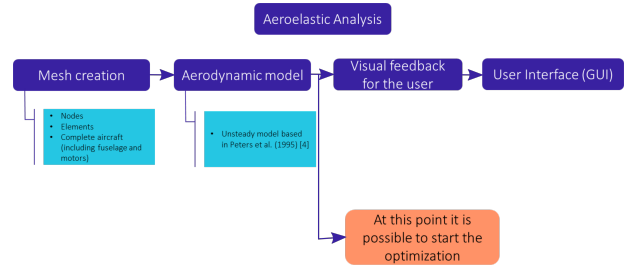 Aeroelastic Analysis
Mesh creation
Aerodynamic model
Visual feedback
for the user
User Interface (GUI)
• Nodes
• Elements
• Complete aircraft
(including fuselage and
motors)
• Unsteady model based
in Peters et al. (1995) [4]
At this point it is
possible to start the
optimization